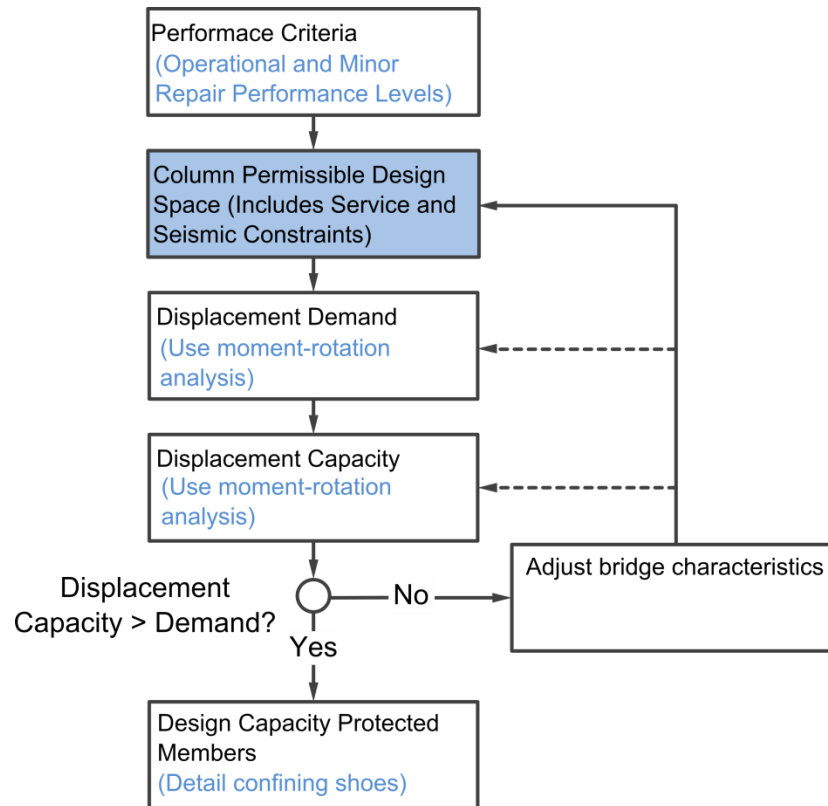 Performace Criteria
(Operational and Minor
Repair Performance Levels)
Column Permissible Design
Space (Includes Service and
Seismic Constraints)
Displacement Demand
(Use moment-rotation
analysis)
Displacement Capacity
(Use moment-rotation
analysis)
Displacement
Capacity > Demand?
No
Adjust bridge characteristics
Yes
Design Capacity Protected
Members
(Detail confining shoes)